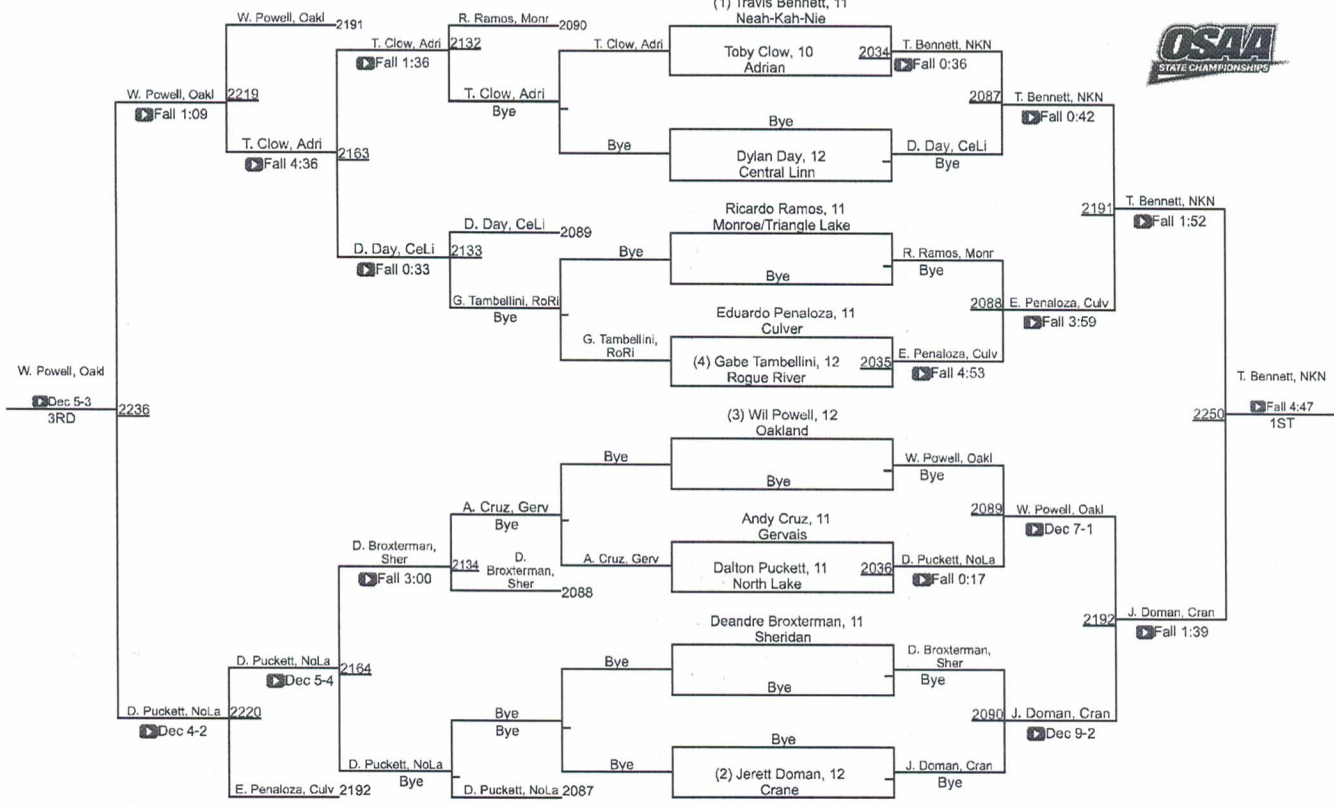 (1) Travis Bennett, 11
Neah-Kah-Nie
OSAA
STATE CHAMPIONSHIPS
W. Powell, Oakl 2191
R. Ramos, Monr 2090
T. Clow, Adri 2132
Fall 1:36
T. Clow, Adri
Toby Clow, 10
Adrian
2034
T. Bennett, NKN
Fall 0:36
W. Powell, Oakl 2219
Fall 1:09
T. Clow, Adri
Bye
2087
T. Bennett, NKN
Fall 0:42
T. Clow, Adri 2163
Fall 4:36
Bye
Bye
Dylan Day, 12
Central Linn
D. Day, CeLi
Bye
Ricardo Ramos, 11
Monroe/Triangle Lake
2191
T. Bennett, NKN
Fall 1:52
D. Day, CeLi 2089
D. Day, CeLi 2133
Fall 0:33
Bye
Bye
R. Ramos, Monr
Bye
G. Tambellini, RoRi
Bye
Eduardo Penaloza, 11
Culver
2088
E. Penaloza, Culv
Fall 3:59
G. Tambellini,
RoRi
(4) Gabe Tambellini, 12
Rogue River
2035
E. Penaloza, Culv
Fall 4:53
W. Powell, Oakl
Dec 5-3
3RD
2236
T. Bennett, NKN
2250
Fall 4:47
1ST
(3) Wil Powell, 12
Oakland
Bye
Bye
W. Powell, Oakl
Bye
A. Cruz, Gerv
Bye
Andy Cruz, 11
Gervais
2089
W. Powell, Oakl
Dec 7-1
D. Broxterman,
Sher
Fall 3:00
2134
D.
Broxterman,
Sher
2088
A. Cruz, Gerv
Dalton Puckett, 11
North Lake
2036
D. Puckett, NoLa
Fall 0:17
Deandre Broxterman, 11
Sheridan
2192
J. Doman, Cran
Fall 1:39
D. Puckett, NoLa 2164
Dec 5-4
Bye
Bye
D. Broxterman,
Sher
Bye
D. Puckett, NoLa 2220
Dec 4-2
Bye
Bye
Bye
2090
J. Doman, Cran
Dec 9-2
D. Puckett, NoLa
Bye
Bye
(2) Jerett Doman, 12
Crane
J. Doman, Cran
Bye
E. Penaloza, Culv 2192
D. Puckett, NoLa 2087